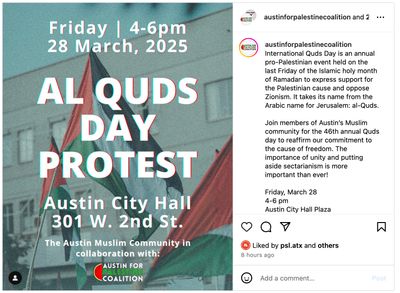 Friday | 4-6pm
28 March, 2025
AL QUDS
DAY
PROTEST
Austin City Hall
301 W. 2nd St.
The Austin Muslim Community in
collaboration with:
AUSTIN FOR
COALITION
austinforpalestinecoalition and 2
austinforpalestinecoalition
International Quds Day is an annual
pro-Palestinian event held on the
last Friday of the Islamic holy month
of Ramadan to express support for
the Palestinian cause and oppose
Zionism. It takes its name from the
Arabic name for Jerusalem: al-Quds.
Join members of Austin's Muslim
community for the 46th annual Quds
day to reaffirm our commitment to
the cause of freedom. The
importance of unity and putting
aside sectarianism is more
important than ever!
Friday, March 28
4-6 pm
Austin City Hall Plaza
Liked by psl.atx and others
8 hours ago
Add a comment...
Post